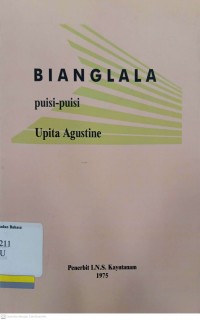 BIANGLALA
puisi-puisi
Upita Agustine
211
U
Penerbit I.N.S. Kayutanam
1975